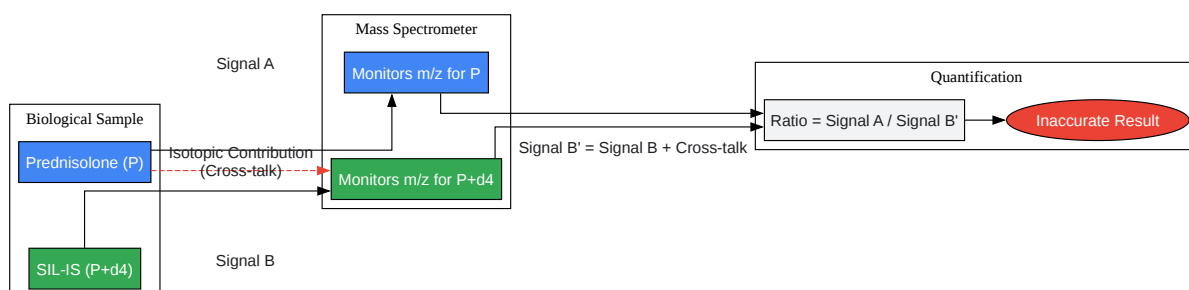 Mass Spectrometer
Signal A
Monitors m/z for P
Quantification
Biological Sample
Ratio = Signal A / Signal B'
Inaccurate Result
Prednisolone (P)
Isotopic Contribution
(Cross-talk)
Signal B' = Signal B + Cross-talk
Monitors m/z for P+d4
SIL-IS (P+d4)
Signal B